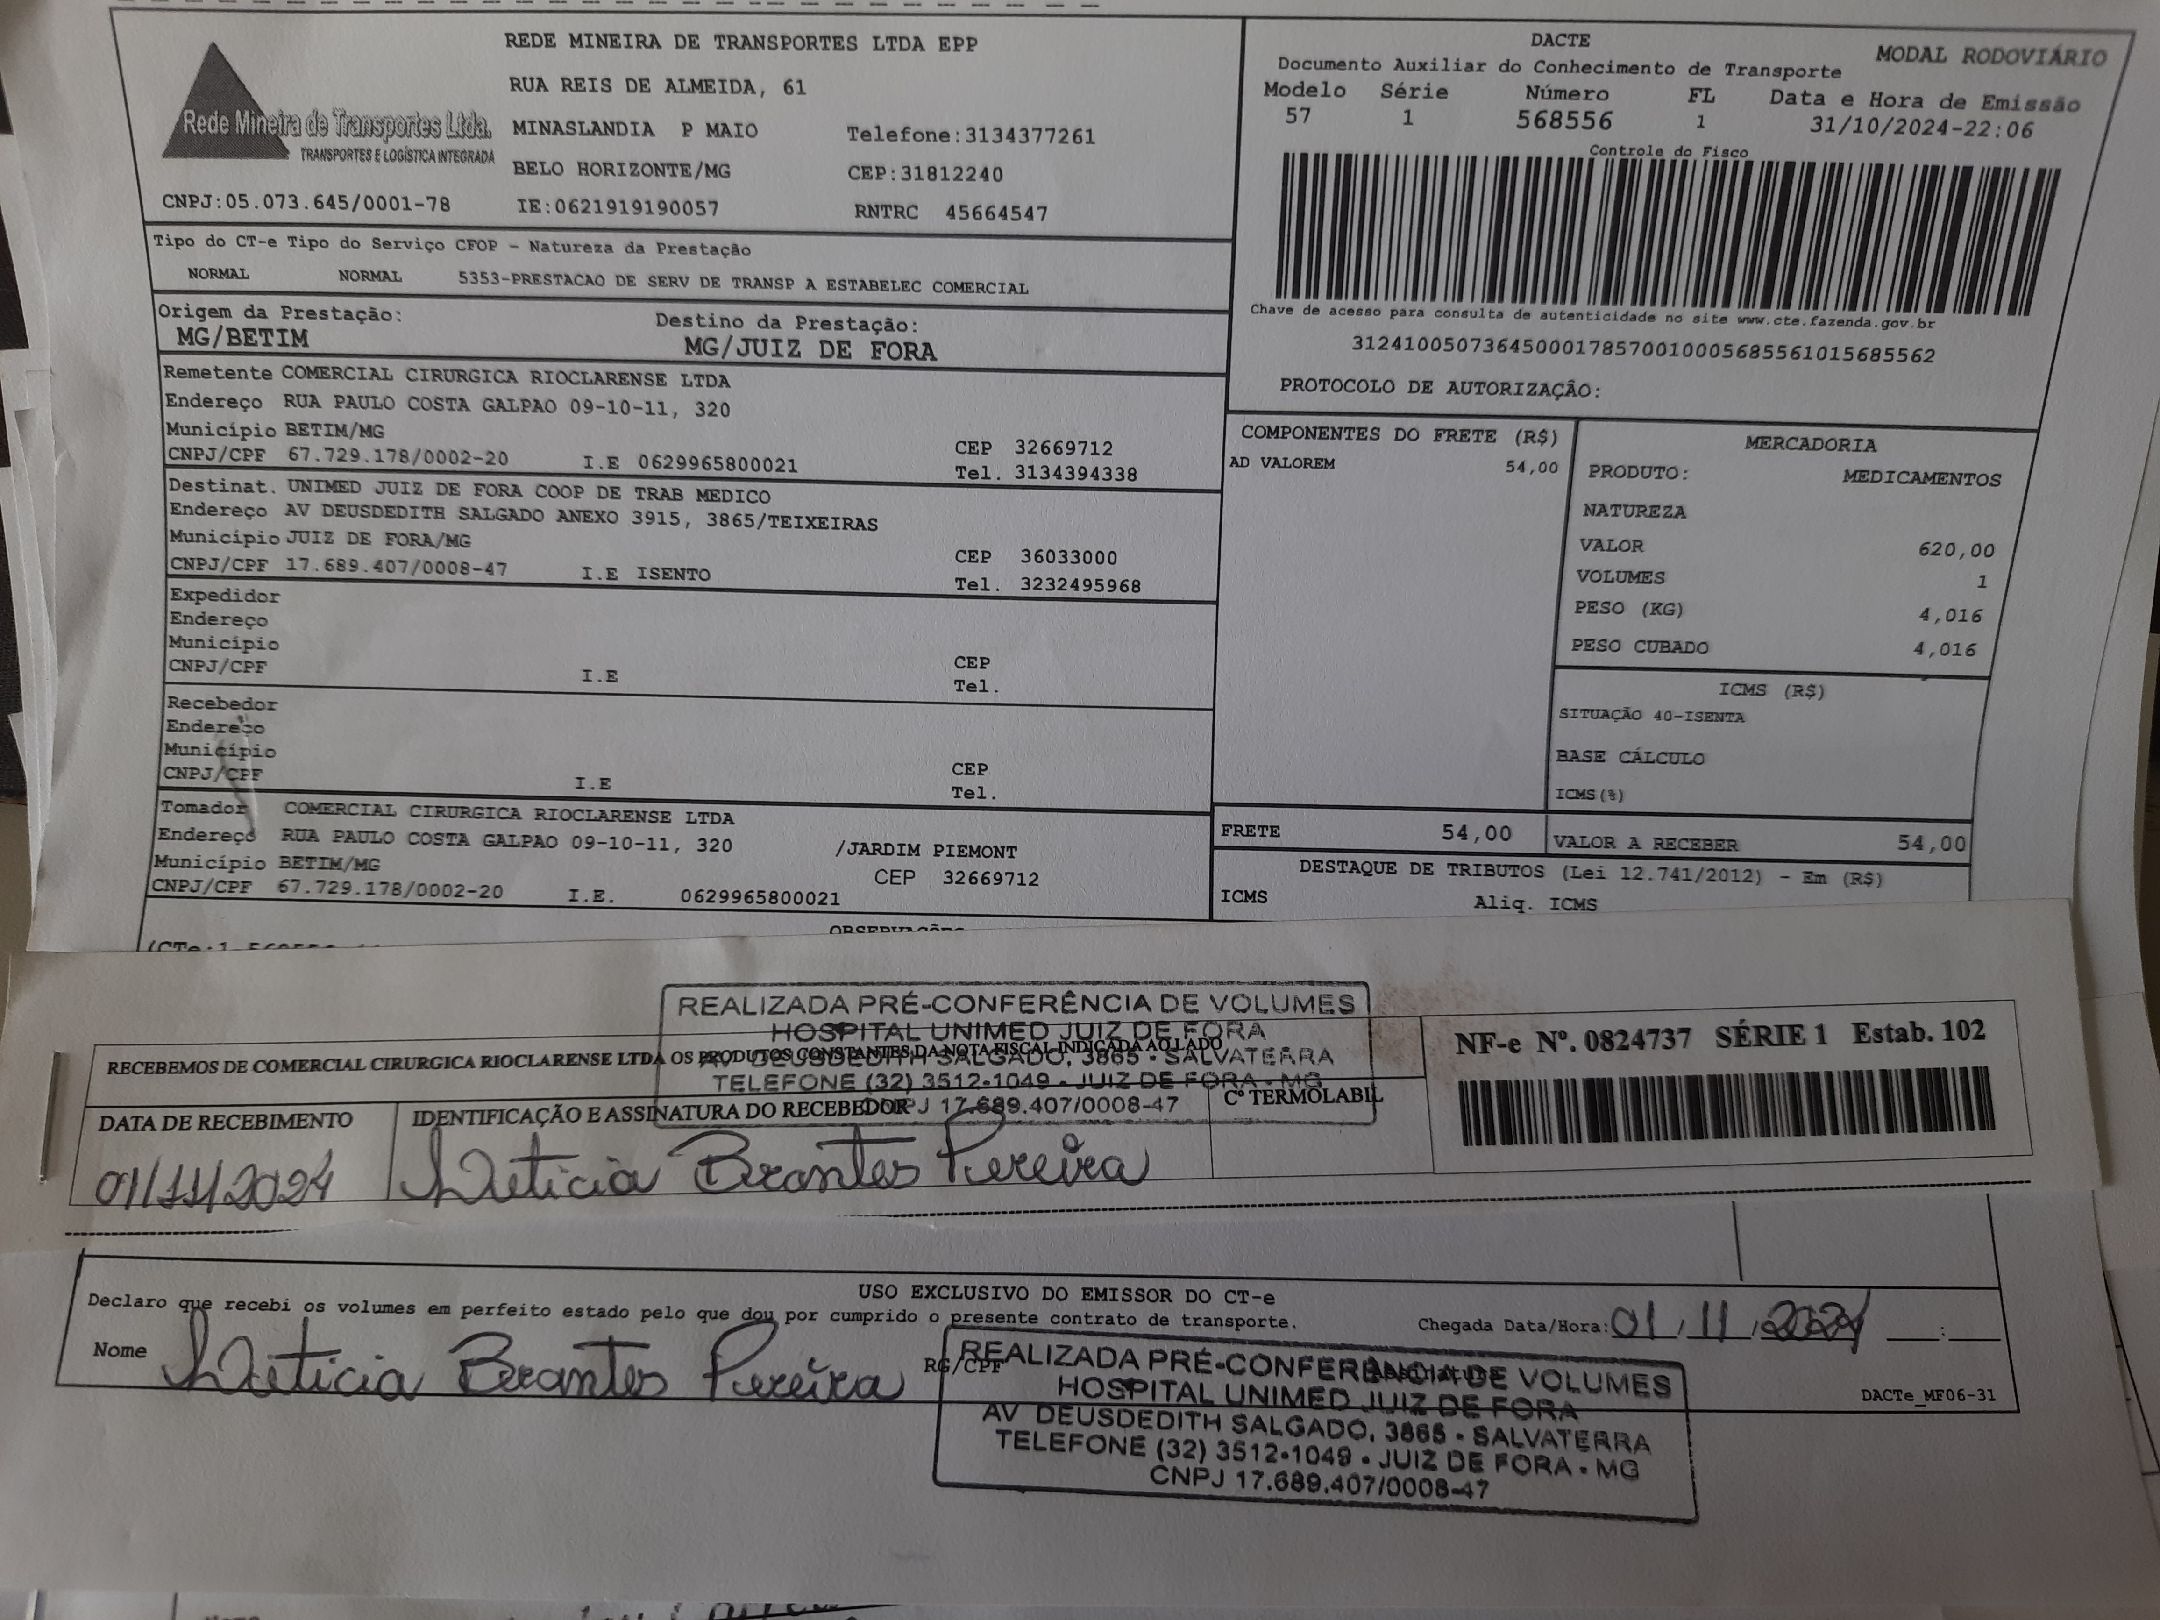 REDE MINEIRA DE TRANSPORTES LTDA EPP
RUA REIS DE ALMEIDA, 61
Rede Mineira de Transportes Ltda.
TRANSPORTES E LOGÍSTICA INTEGRADA
MINASLANDIA P MAIO Telefone:3134377261
BELO HORIZONTE/MG CEP:31812240
CNPJ:05.073.645/0001-78 IE:0621919190057 RNTRC 45664547
DACTE MODAL RODOVIÁRIO
Documento Auxiliar do Conhecimento de Transporte
Modelo Série Número FL Data e Hora de Emissão
57 1 568556 1 31/10/2024-22:06
Controle do Fisco
Chave de acesso para consulta de autenticidade no site www.cte.fazenda.gov.br
31241005073645000178570010005685561015685562
PROTOCOLO DE AUTORIZAÇÃO:
Tipo do CT-e Tipo do Serviço CFOP - Natureza da Prestação
NORMAL NORMAL 5353-PRESTACAO DE SERV DE TRANSP A ESTABELEC COMERCIAL
Origem da Prestação: Destino da Prestação:
MG/BETIM MG/JUIZ DE FORA
Remetente COMERCIAL CIRURGICA RIOCLARENSE LTDA
Endereço RUA PAULO COSTA GALPAO 09-10-11, 320
Município BETIM/MG CEP 32669712
CNPJ/CPF 67.729.178/0002-20 I.E 0629965800021 Tel. 3134394338
Destinat. UNIMED JUIZ DE FORA COOP DE TRAB MEDICO
Endereço AV DEUSDEDITH SALGADO ANEXO 3915, 3865/TEIXEIRAS
Município JUIZ DE FORA/MG CEP 36033000
CNPJ/CPF 17.689.407/0008-47 I.E ISENTO Tel. 3232495968
Expedidor
Endereço
Município CEP
CNPJ/CPF I.E Tel.
Recebedor
Endereço
Município CEP
CNPJ/CPF I.E Tel.
Tomador COMERCIAL CIRURGICA RIOCLARENSE LTDA
Endereço RUA PAULO COSTA GALPAO 09-10-11, 320 /JARDIM PIEMONT
Município BETIM/MG CEP 32669712
CNPJ/CPF 67.729.178/0002-20 I.E. 0629965800021
COMPONENTES DO FRETE (R$)
AD VALOREM 54,00
MERCADORIA
PRODUTO: MEDICAMENTOS
NATUREZA
VALOR 620,00
VOLUMES 1
PESO (KG) 4,016
PESO CUBADO 4,016
ICMS (R$)
SITUAÇÃO 40-ISENTA
BASE CÁLCULO
ICMS(%)
FRETE 54,00 VALOR A RECEBER 54,00
DESTAQUE DE TRIBUTOS (Lei 12.741/2012) - Em (R$)
ICMS Aliq. ICMS
OBSERVAÇÕES
REALIZADA PRÉ-CONFERÊNCIA DE VOLUMES
HOSPITAL UNIMED JUIZ DE FORA
AV DEUSDEDITH SALGADO, 3865 - SALVATERRA
TELEFONE (32) 3512-1049 - JUIZ DE FORA - MG
CNPJ 17.689.407/0008-47
RECEBEMOS DE COMERCIAL CIRURGICA RIOCLARENSE LTDA OS PRODUTOS CONSTANTES DA NOTA FISCAL INDICADA AO LADO
NF-e Nº. 0824737 SÉRIE 1 Estab. 102
DATA DE RECEBIMENTO IDENTIFICAÇÃO E ASSINATURA DO RECEBEDOR Cº TERMOLABIL
01/11/2024 Leticia Brantes Pereira
USO EXCLUSIVO DO EMISSOR DO CT-e
Declaro que recebi os volumes em perfeito estado pelo que dou por cumprido o presente contrato de transporte.
Chegada Data/Hora: 01/11/2024 __:__
Nome Leticia Brantes Pereira RG/CPF Assinatura
DACTe_MF06-31
REALIZADA PRÉ-CONFERÊNCIA DE VOLUMES
HOSPITAL UNIMED JUIZ DE FORA
AV DEUSDEDITH SALGADO, 3865 - SALVATERRA
TELEFONE (32) 3512-1049 - JUIZ DE FORA - MG
CNPJ 17.689.407/0008-47